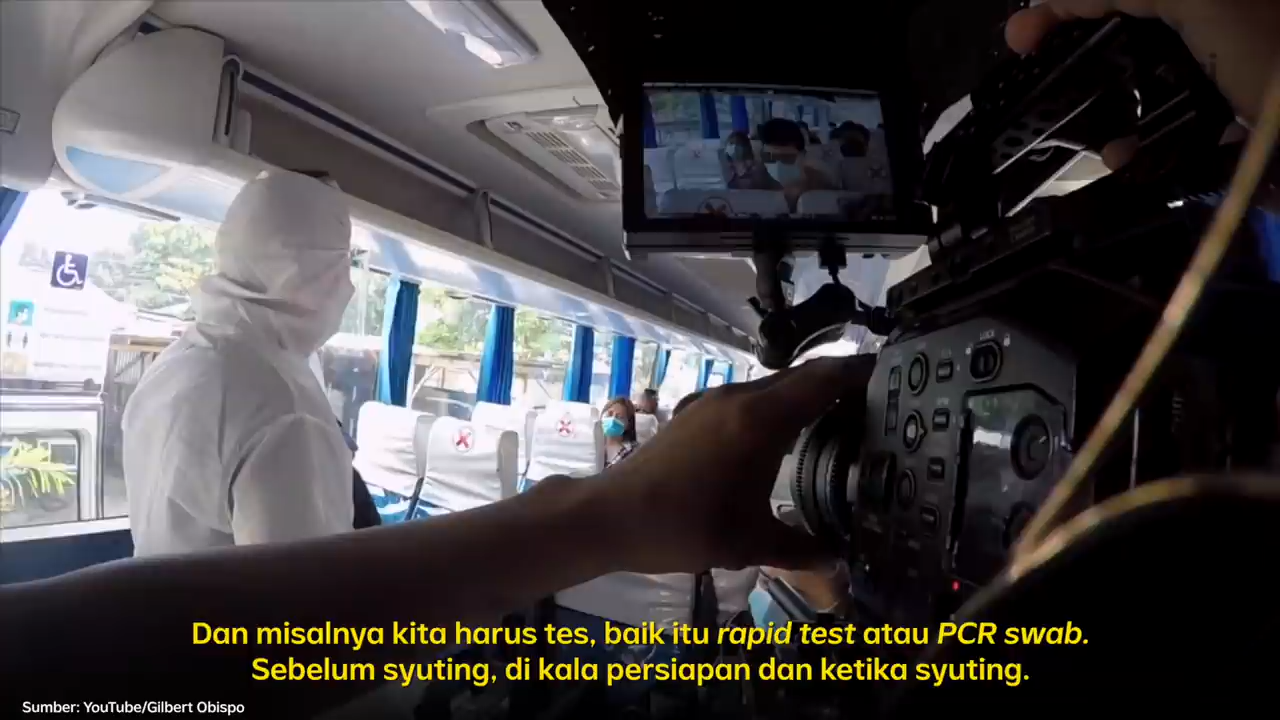 Dan misalnya kita harus tes, baik itu rapid test atau PCR swab.
Sebelum syuting, di kala persiapan dan ketika syuting.
Sumber: YouTube/Gilbert Obispo